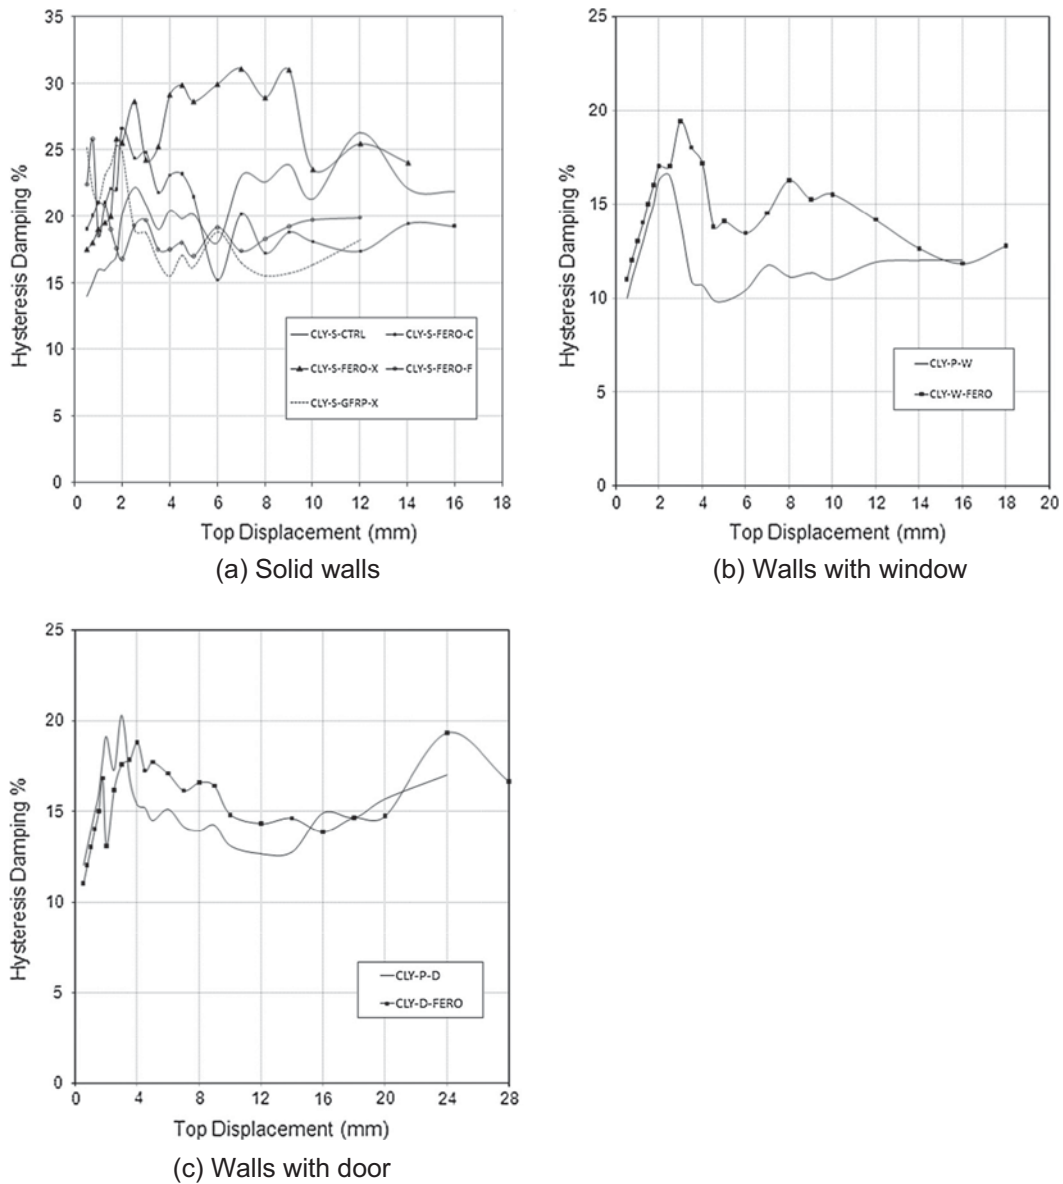 35
30
25
20
15
10
5
0
0 2 4 6 8 10 12 14 16 18
Hysteresis Damping %
Top Displacement (mm)
CLY-S-CTRL CLY-S-FERO-C
CLY-S-FERO-X CLY-S-FERO-F
CLY-S-GFRP-X
(a) Solid walls
25
20
15
10
5
0
0 2 4 6 8 10 12 14 16 18 20
Hysteresis Damping %
Top Displacement (mm)
CLY-P-W
CLY-W-FERO
(b) Walls with window
25
20
15
10
5
0
0 4 8 12 16 20 24 28
Hysteresis Damping %
Top Displacement (mm)
CLY-P-D
CLY-D-FERO
(c) Walls with door